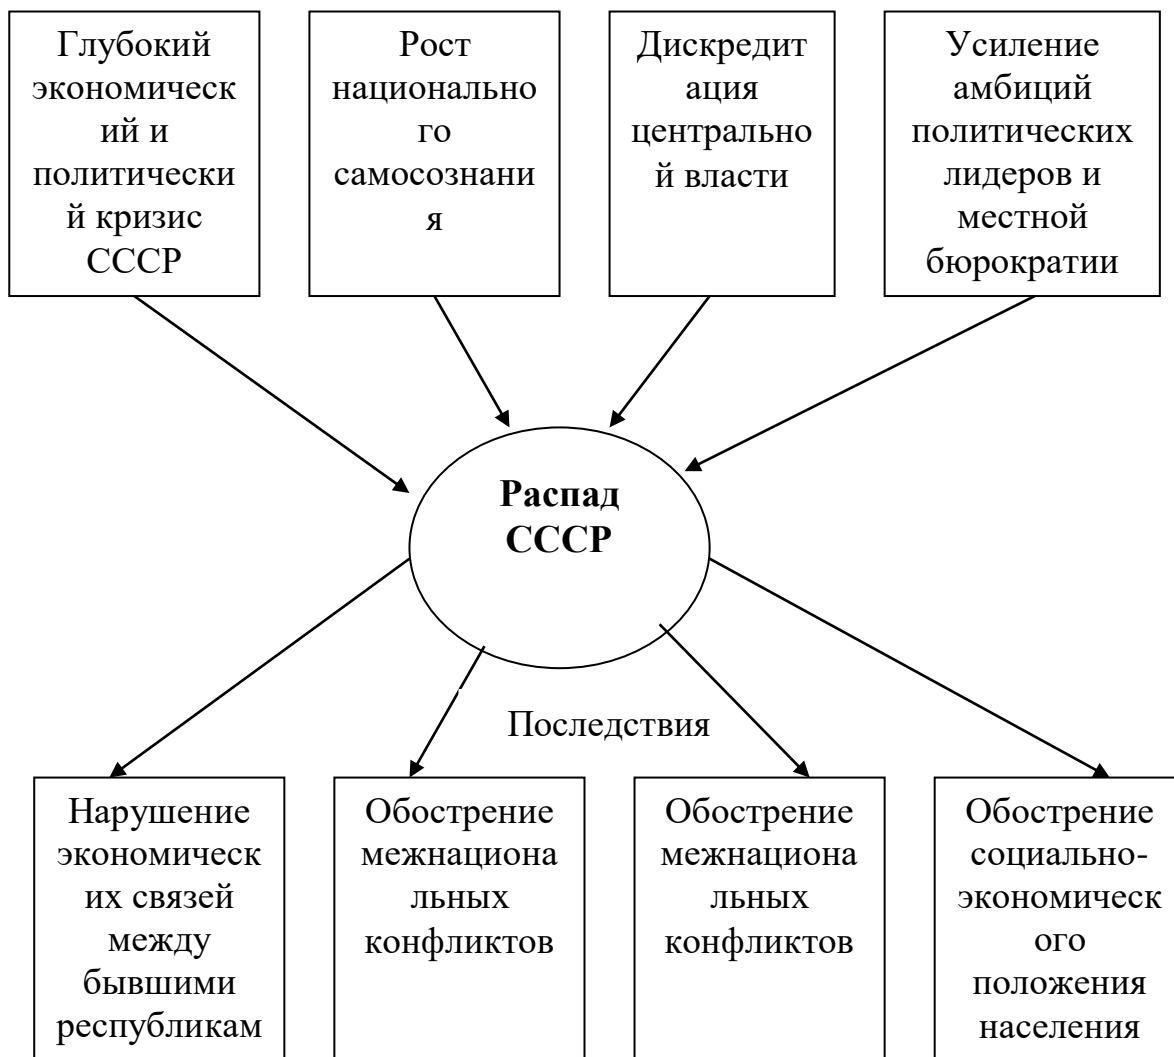 Глубокий
экономическ
ий и
политически
й кризис
СССР
Рост
национально
го
самосознани
я
Дискредит
ация
центрально
й власти
Усиление
амбиций
политических
лидеров и
местной
бюрократии
Распад
СССР
Последствия
Нарушение
экономическ
их связей
между
бывшими
республикам
Обострение
межнациона
льных
конфликтов
Обострение
межнациона
льных
конфликтов
Обострение
социально-
экономическ
ого
положения
населения